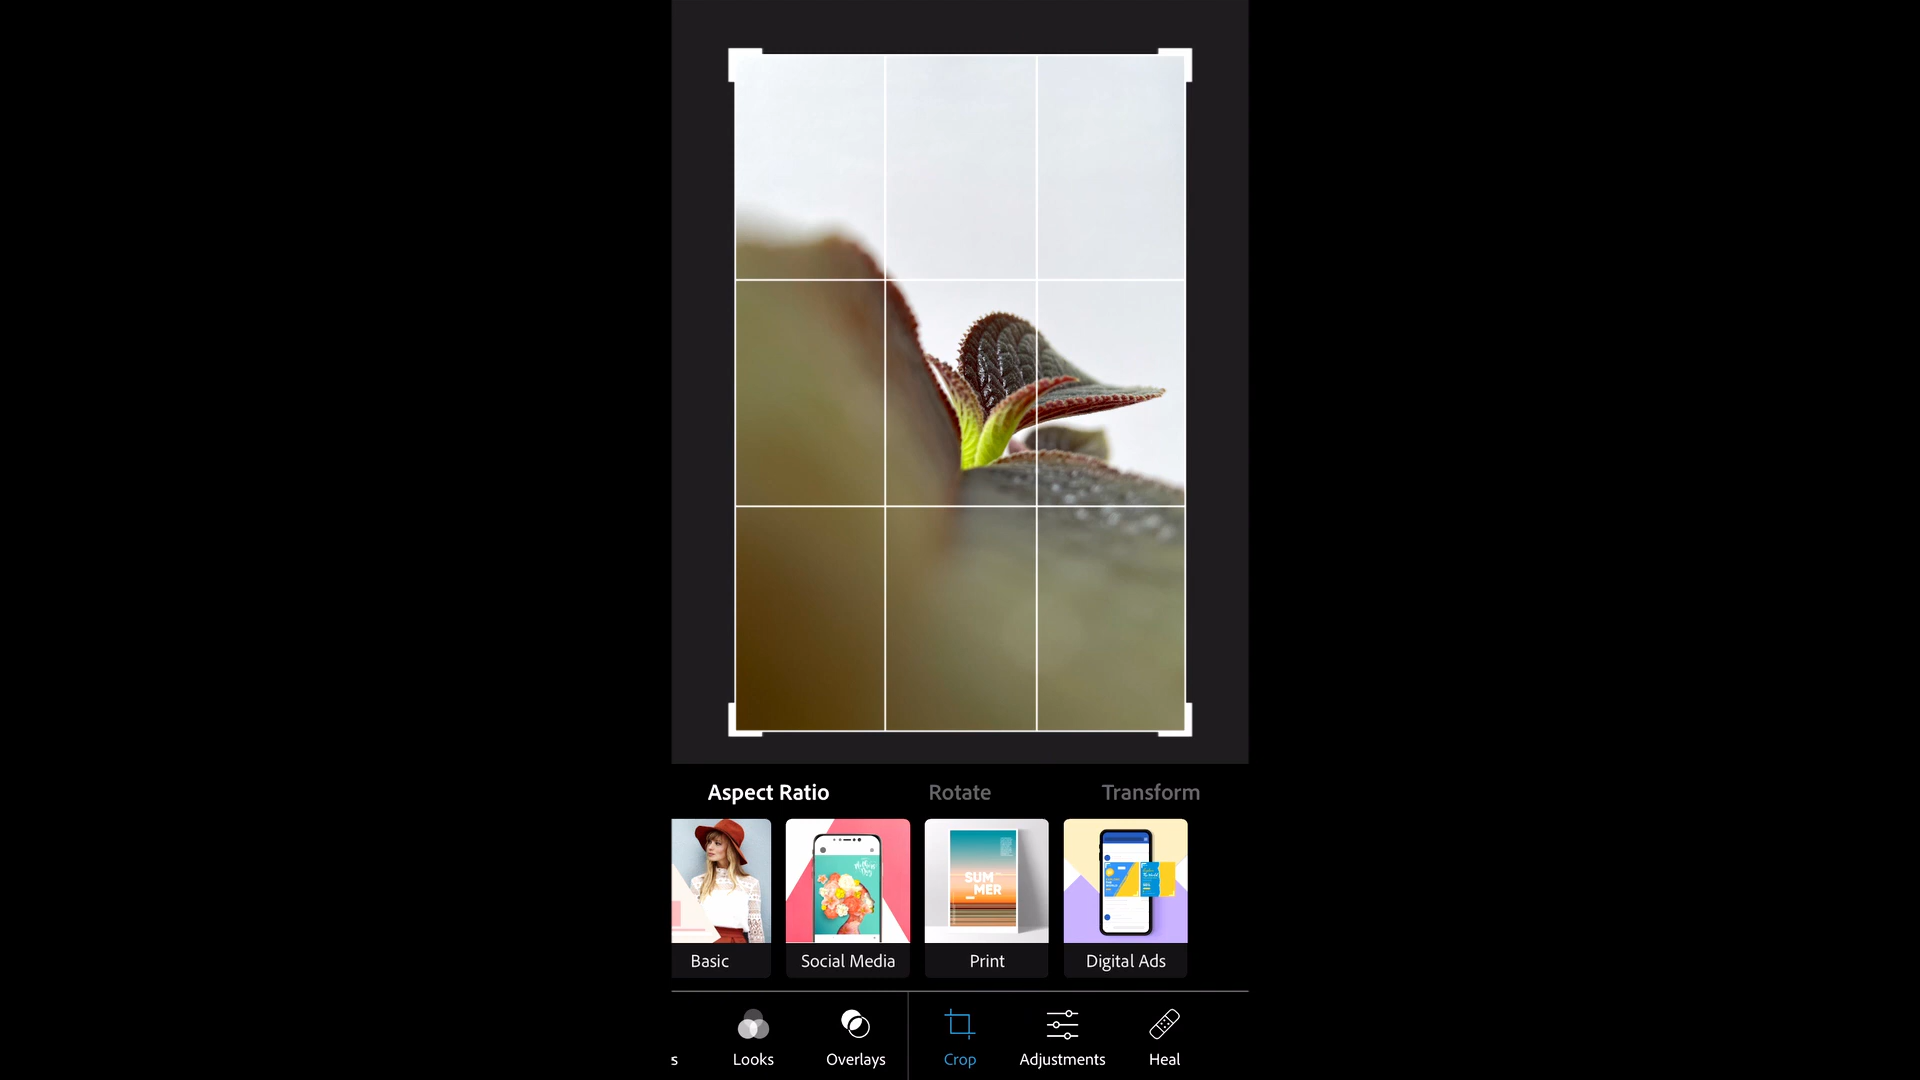 Aspect Ratio Rotate Transform
SUM
MER
Basic Social Media Print Digital Ads
s Looks Overlays Crop Adjustments Heal